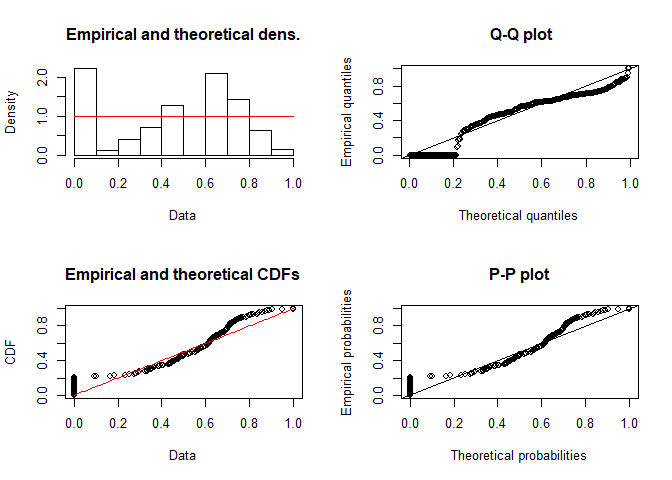 Empirical and theoretical dens.
Density
0.0 1.0 2.0
0.0 0.2 0.4 0.6 0.8 1.0
Data
Q-Q plot
Empirical quantiles
0.0 0.4 0.8
0.0 0.2 0.4 0.6 0.8 1.0
Theoretical quantiles
Empirical and theoretical CDFs
CDF
0.0 0.4 0.8
0.0 0.2 0.4 0.6 0.8 1.0
Data
P-P plot
Empirical probabilities
0.0 0.4 0.8
0.0 0.2 0.4 0.6 0.8 1.0
Theoretical probabilities